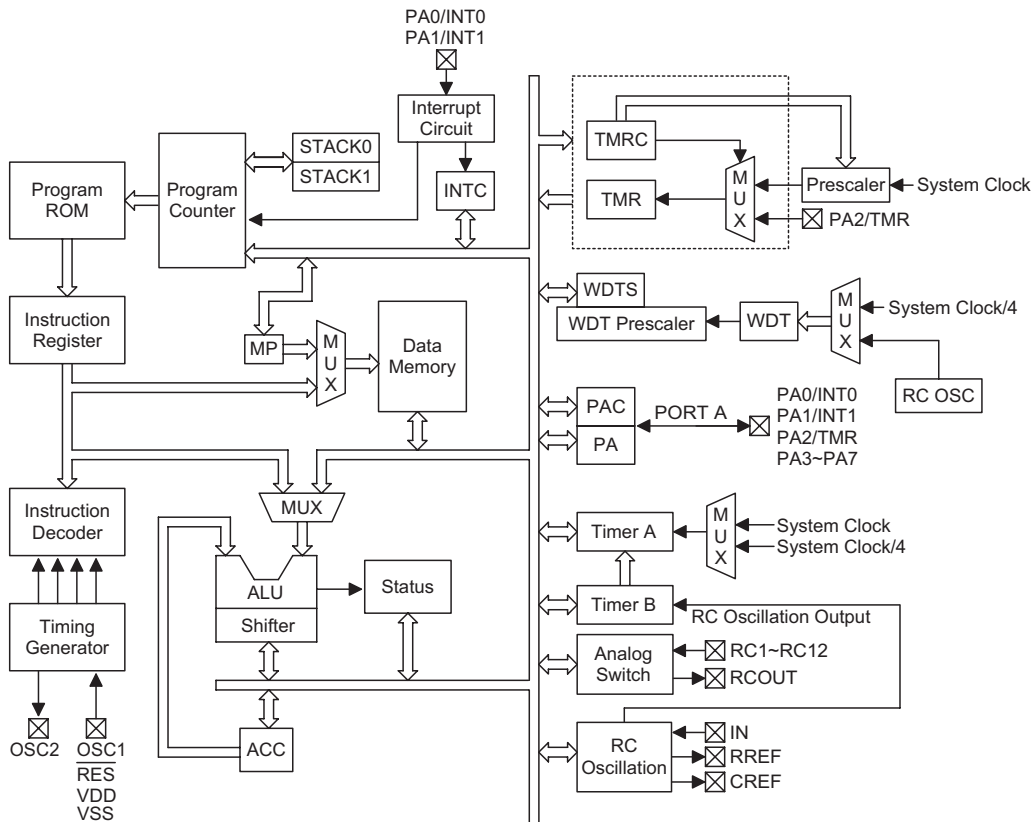 PA0/INT0
PA1/INT1
Interrupt
Circuit
STACK0
STACK1
INTC
Program
ROM
Program
Counter
Instruction
Register
MP
MUX
Data
Memory
Instruction
Decoder
MUX
ALU
Shifter
Status
Timing
Generator
ACC
OSC2
OSC1
RES
VDD
VSS
TMRC
TMR
MUX
Prescaler
System Clock
PA2/TMR
WDTS
WDT Prescaler
WDT
MUX
System Clock/4
RC OSC
PAC
PA
PORT A
PA0/INT0
PA1/INT1
PA2/TMR
PA3~PA7
Timer A
MUX
System Clock
System Clock/4
Timer B
RC Oscillation Output
Analog
Switch
RC1~RC12
RCOUT
RC
Oscillation
IN
RREF
CREF